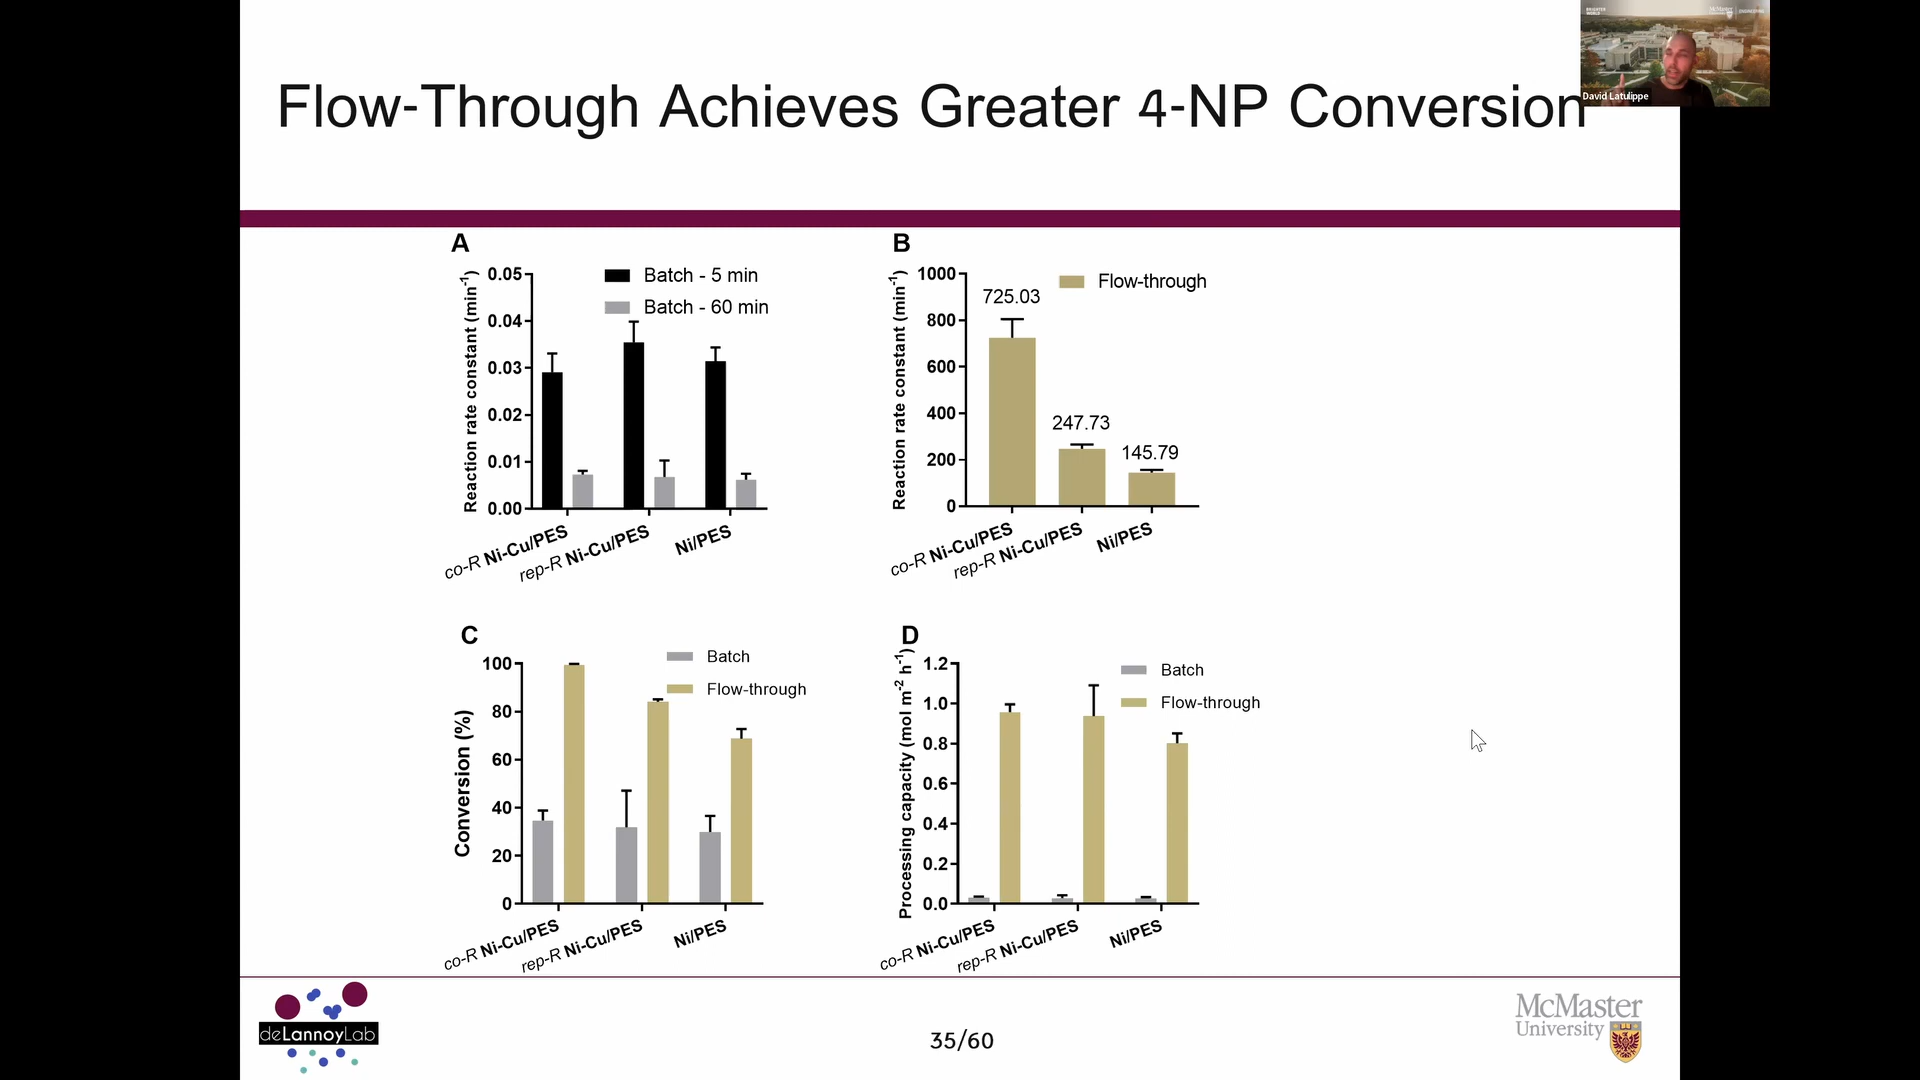 BRIGHTER
WORLD
McMaster
University
ENGINEERING
David Latulippe
Flow-Through Achieves Greater 4-NP Conversion
A
Reaction rate constant (min⁻¹)
0.05
0.04
0.03
0.02
0.01
0.00
Batch - 5 min
Batch - 60 min
co-R Ni-Cu/PES
rep-R Ni-Cu/PES
Ni/PES
B
Reaction rate constant (min⁻¹)
1000
800
600
400
200
0
Flow-through
725.03
247.73
145.79
co-R Ni-Cu/PES
rep-R Ni-Cu/PES
Ni/PES
C
Conversion (%)
100
80
60
40
20
0
Batch
Flow-through
co-R Ni-Cu/PES
rep-R Ni-Cu/PES
Ni/PES
D
Processing capacity (mol m⁻² h⁻¹)
1.2
1.0
0.8
0.6
0.4
0.2
0.0
Batch
Flow-through
co-R Ni-Cu/PES
rep-R Ni-Cu/PES
Ni/PES
deLannoyLab
35/60
McMaster
University